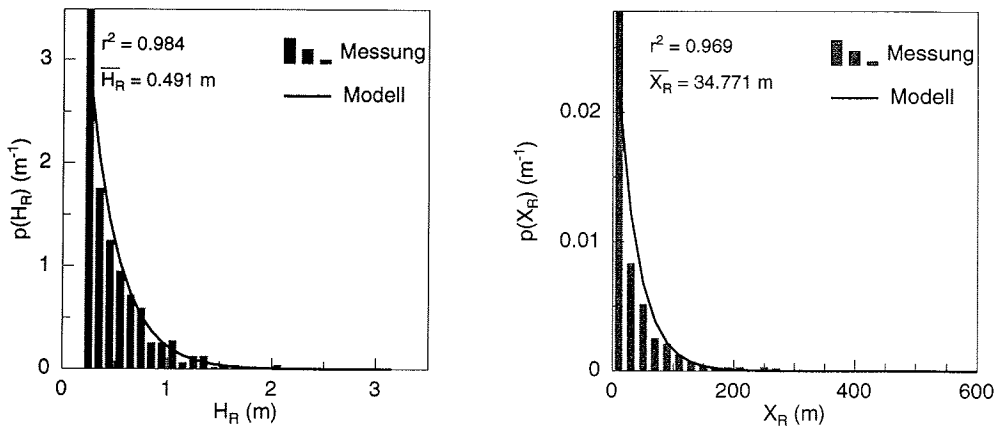 r² = 0.984
H̅_R = 0.491 m
Messung
Modell
p(H_R) (m⁻¹)
3
2
1
0
0 1 2 3
H_R (m)
r² = 0.969
X̅_R = 34.771 m
Messung
Modell
p(X_R) (m⁻¹)
0.02
0.01
0
0 200 400 600
X_R (m)